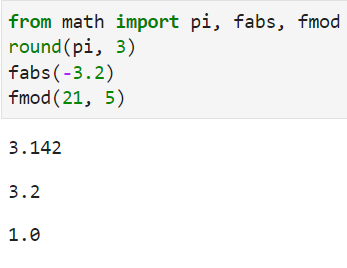 from math import pi, fabs, fmod
round(pi, 3)
fabs(-3.2)
fmod(21, 5)
3.142
3.2
1.0